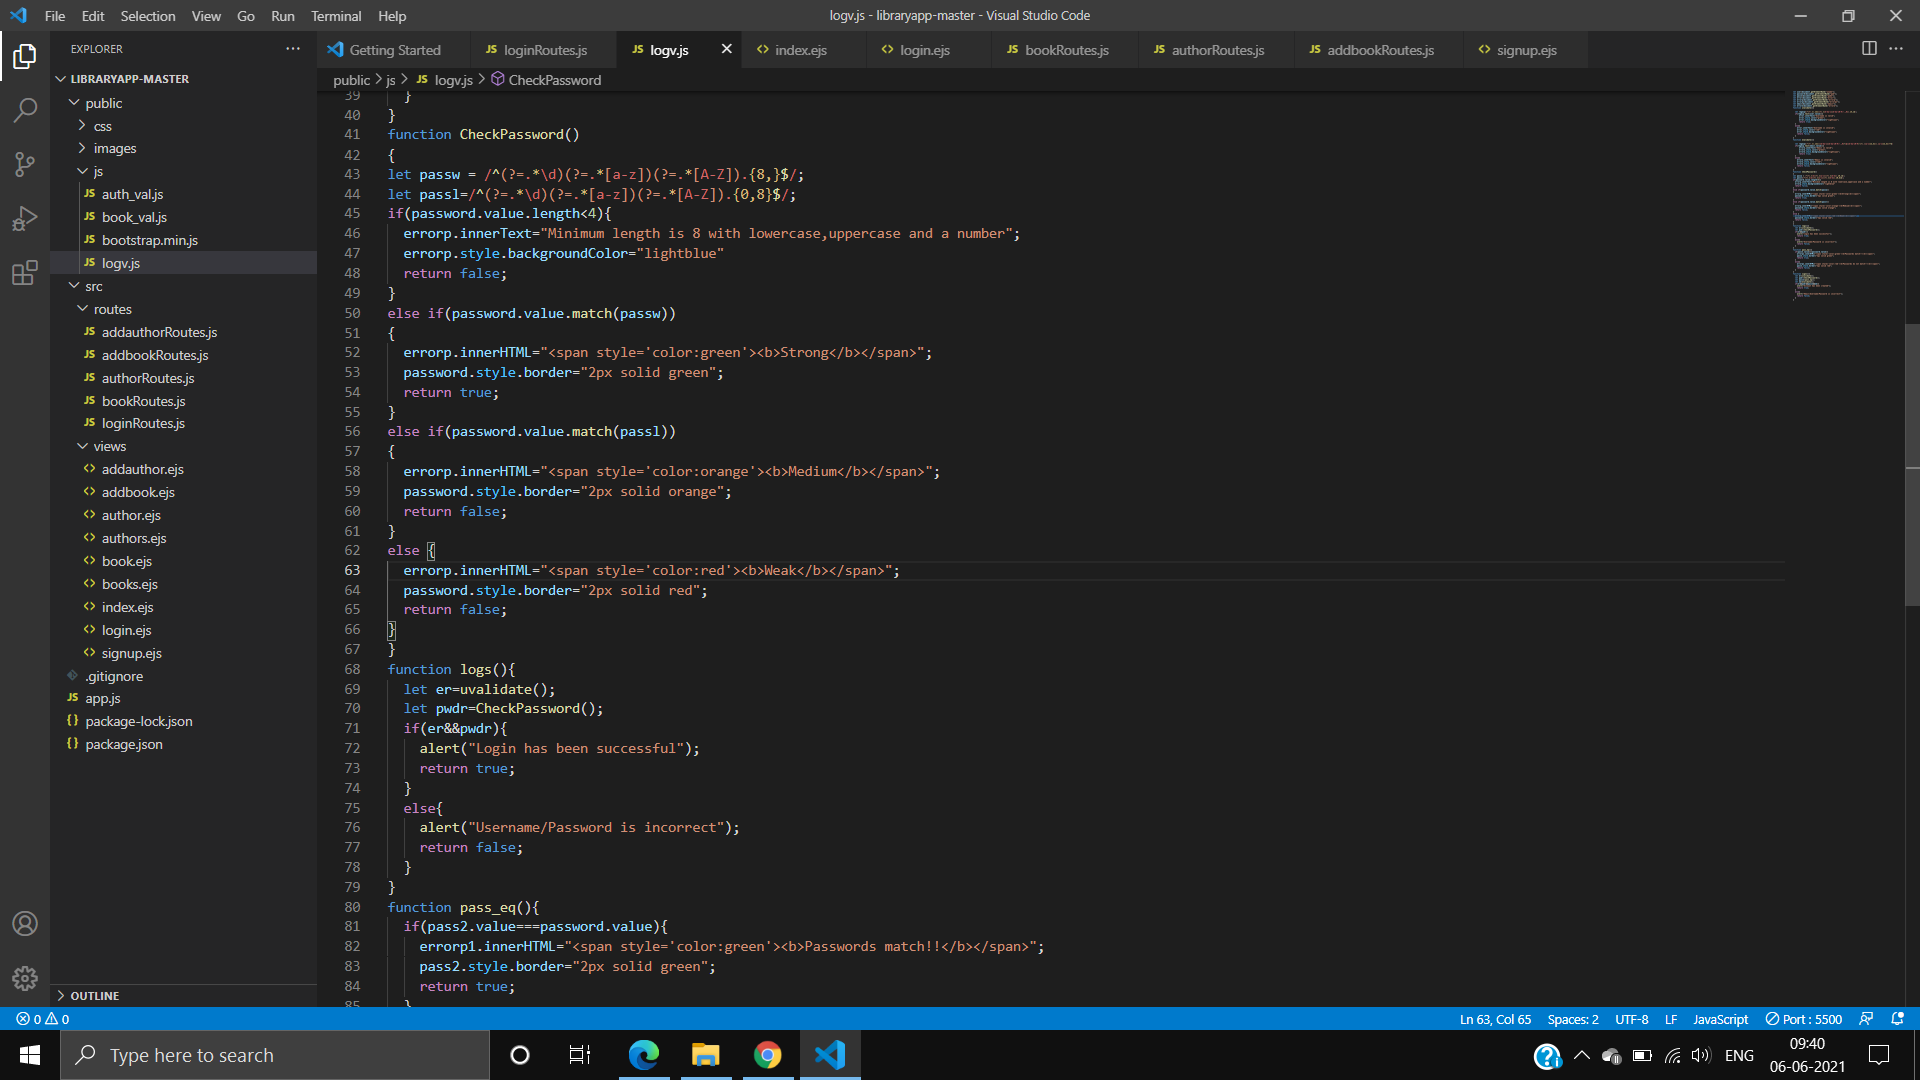 File Edit Selection View Go Run Terminal Help
logv.js - libraryapp-master - Visual Studio Code
EXPLORER
Getting Started
JS loginRoutes.js
JS logv.js
<> index.ejs
<> login.ejs
JS bookRoutes.js
JS authorRoutes.js
JS addbookRoutes.js
<> signup.ejs
public > js > JS logv.js > CheckPassword
LIBRARYAPP-MASTER
public
css
images
js
JS auth_val.js
JS book_val.js
JS bootstrap.min.js
JS logv.js
src
routes
JS addauthorRoutes.js
JS addbookRoutes.js
JS authorRoutes.js
JS bookRoutes.js
JS loginRoutes.js
views
<> addauthor.ejs
<> addbook.ejs
<> author.ejs
<> authors.ejs
<> book.ejs
<> books.ejs
<> index.ejs
<> login.ejs
<> signup.ejs
.gitignore
JS app.js
{} package-lock.json
{} package.json
OUTLINE
39 }
40 }
41 function CheckPassword()
42 {
43 let passw = /^(?=.*\d)(?=.*[a-z])(?=.*[A-Z]).{8,}$/;
44 let passl=/^(?=.*\d)(?=.*[a-z])(?=.*[A-Z]).{0,8}$/;
45 if(password.value.length<4){
46 errorp.innerText="Minimum length is 8 with lowercase,uppercase and a number";
47 errorp.style.backgroundColor="lightblue"
48 return false;
49 }
50 else if(password.value.match(passw))
51 {
52 errorp.innerHTML="<span style='color:green'><b>Strong</b></span>";
53 password.style.border="2px solid green";
54 return true;
55 }
56 else if(password.value.match(passl))
57 {
58 errorp.innerHTML="<span style='color:orange'><b>Medium</b></span>";
59 password.style.border="2px solid orange";
60 return false;
61 }
62 else {
63 errorp.innerHTML="<span style='color:red'><b>Weak</b></span>";
64 password.style.border="2px solid red";
65 return false;
66 }
67 }
68 function logs(){
69 let er=uvalidate();
70 let pwdr=CheckPassword();
71 if(er&&pwdr){
72 alert("Login has been successful");
73 return true;
74 }
75 else{
76 alert("Username/Password is incorrect");
77 return false;
78 }
79 }
80 function pass_eq(){
81 if(pass2.value===password.value){
82 errorp1.innerHTML="<span style='color:green'><b>Passwords match!!</b></span>";
83 pass2.style.border="2px solid green";
84 return true;
85 }
0 0
Ln 63, Col 65 Spaces: 2 UTF-8 LF JavaScript Port : 5500
Type here to search
ENG
09:40
06-06-2021